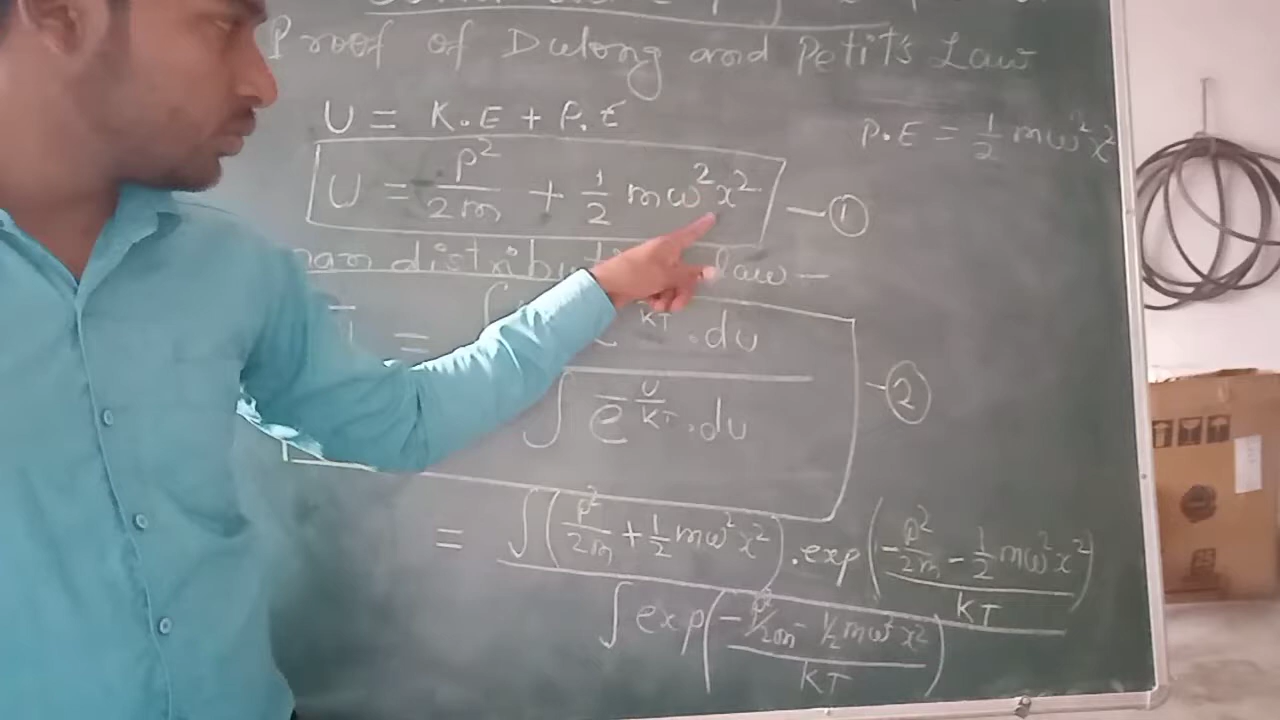 Proof of Dulong and Petit's Law
U = K.E + P.E
P.E = 1/2 mω²x²
U = p²/2m + 1/2 mω²x² — ①
distribution law —
= ∫ e KT .du
∫ e^-U/KT .du — ②
= ∫(p²/2m + 1/2 mω²x²).exp(-p²/2m - 1/2 mω²x² / KT)
∫ exp(-p²/2m - 1/2 mω²x² / KT)